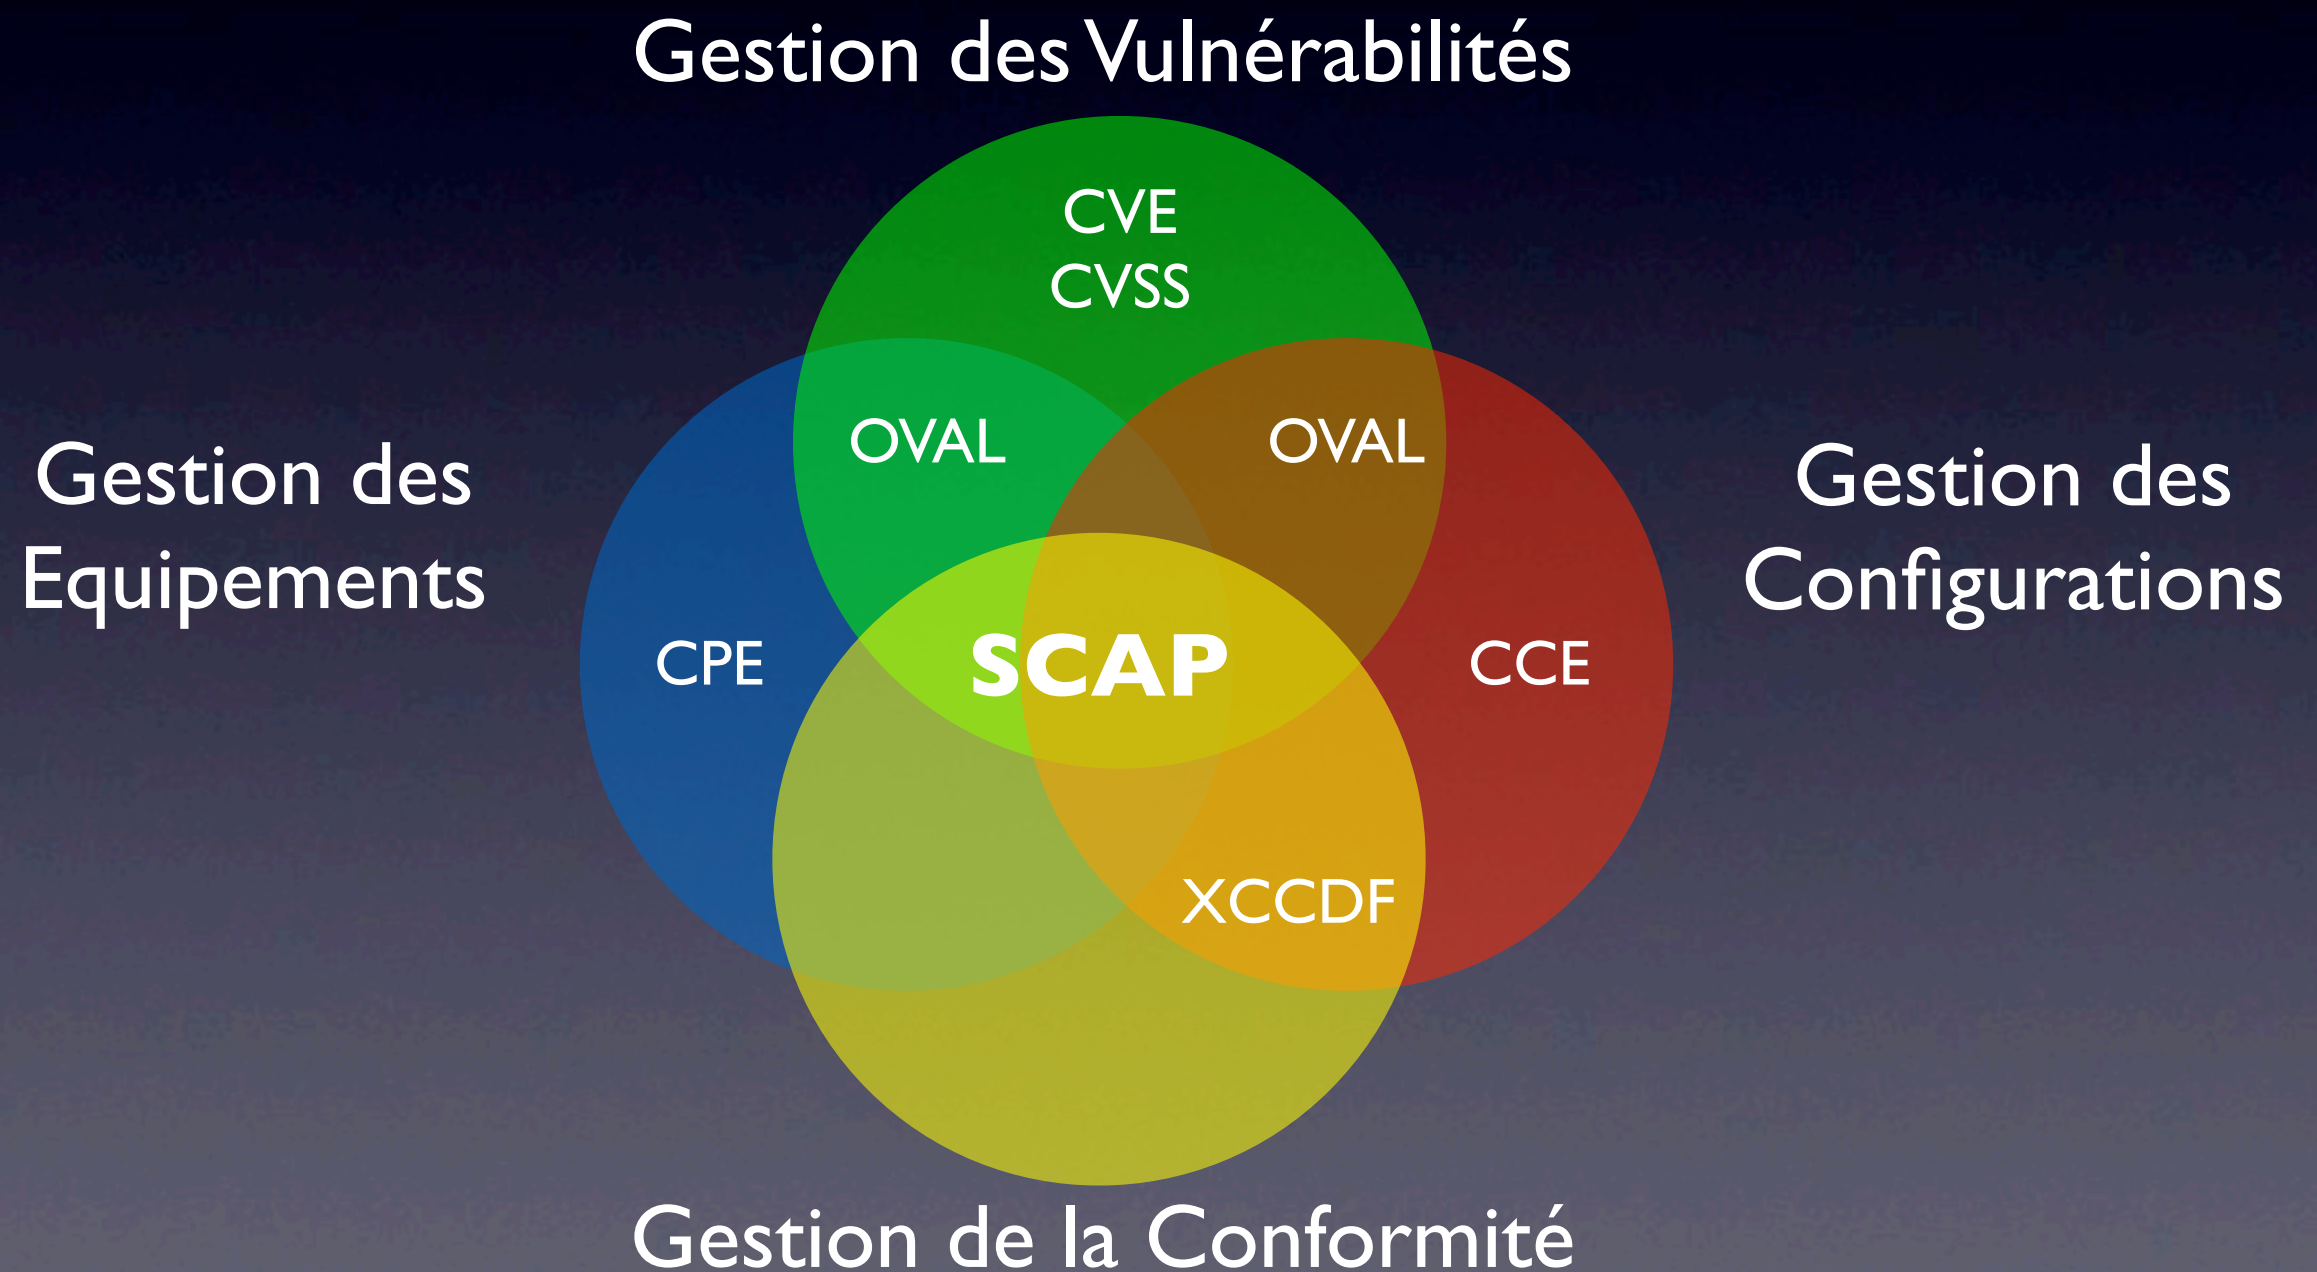 Gestion des Vulnérabilités
CVE
CVSS
OVAL
OVAL
Gestion des
Equipements
Gestion des
Configurations
CPE
SCAP
CCE
XCCDF
Gestion de la Conformité